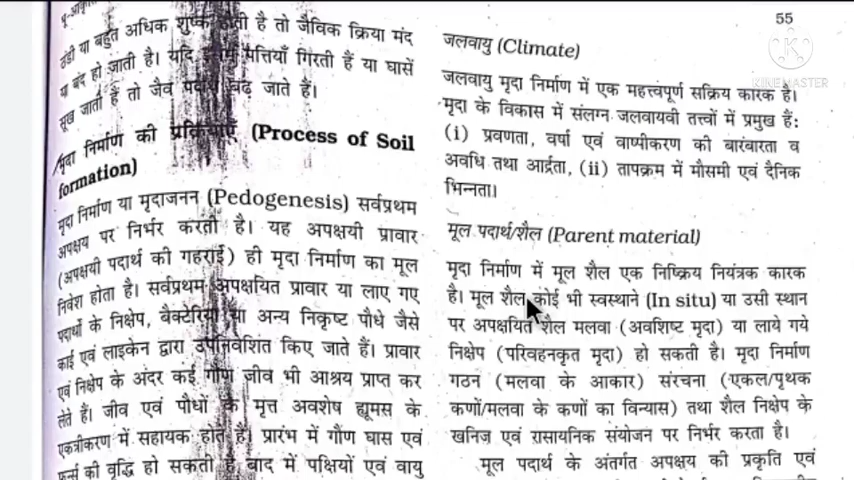 भू-आकृति
ठंडी या बहुत अधिक शुष्क होती है तो जैविक क्रिया मंद
या बंद हो जाती है। यदि इसमें पत्तियाँ गिरती हैं या घासें
सूख जाती हैं तो जैव पदार्थ बढ़ जाते हैं।
मृदा निर्माण की प्रक्रियाएँ (Process of Soil
formation)
मृदा निर्माण या मृदाजनन (Pedogenesis) सर्वप्रथम
अपक्षय पर निर्भर करती है। यह अपक्षयी प्रावार
(अपक्षयी पदार्थ की गहराई) ही मृदा निर्माण का मूल
निवेश होता है। सर्वप्रथम अपक्षयित प्रावार या लाए गए
पदार्थों के निक्षेप, बैक्टेरिया या अन्य निकृष्ट पौधे जैसे
काई एवं लाइकेन द्वारा उपनिवेशित किए जाते हैं। प्रावार
एवं निक्षेप के अंदर कई गौण जीव भी आश्रय प्राप्त कर
लेते हैं। जीव एवं पौधों के मृत्त अवशेष ह्यूमस के
एकत्रीकरण में सहायक होते हैं। प्रारंभ में गौण घास एवं
फर्न्स की वृद्धि हो सकती है बाद में पक्षियों एवं वायु
55
KINEMASTER
जलवायु (Climate)
जलवायु मृदा निर्माण में एक महत्त्वपूर्ण सक्रिय कारक है।
मृदा के विकास में संलग्न जलवायवी तत्त्वों में प्रमुख हैं:
(i) प्रवणता, वर्षा एवं वाष्पीकरण की बारंबारता व
अवधि तथा आर्द्रता, (ii) तापक्रम में मौसमी एवं दैनिक
भिन्नता।
मूल पदार्थ/शैल (Parent material)
मृदा निर्माण में मूल शैल एक निष्क्रिय नियंत्रक कारक
है। मूल शैल कोई भी स्वस्थाने (In situ) या उसी स्थान
पर अपक्षयित शैल मलवा (अवशिष्ट मृदा) या लाये गये
निक्षेप (परिवहनकृत मृदा) हो सकती है। मृदा निर्माण
गठन (मलवा के आकार) संरचना (एकल/पृथक
कणों/मलवा के कणों का विन्यास) तथा शैल निक्षेप के
खनिज एवं रासायनिक संयोजन पर निर्भर करता है।
मूल पदार्थ के अंतर्गत अपक्षय की प्रकृति एवं